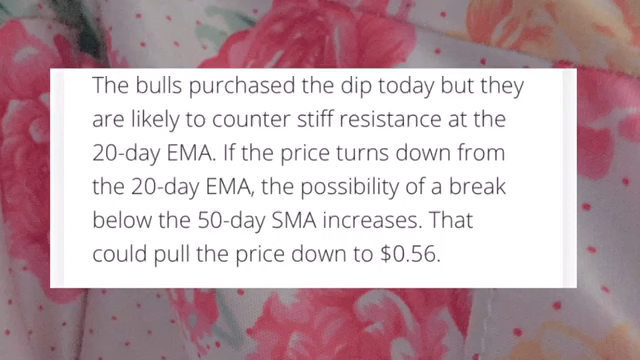 The bulls purchased the dip today but they
are likely to counter stiff resistance at the
20-day EMA. If the price turns down from
the 20-day EMA, the possibility of a break
below the 50-day SMA increases. That
could pull the price down to $0.56.